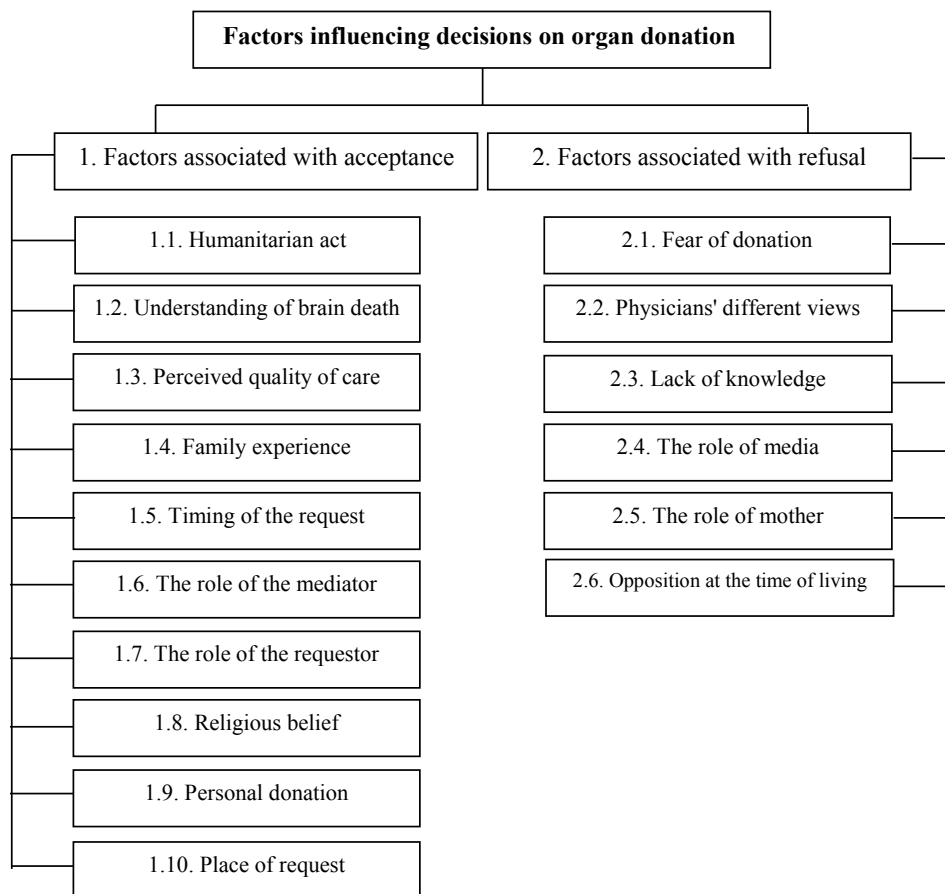 Factors influencing decisions on organ donation
1. Factors associated with acceptance
2. Factors associated with refusal
1.1. Humanitarian act
1.2. Understanding of brain death
1.3. Perceived quality of care
1.4. Family experience
1.5. Timing of the request
1.6. The role of the mediator
1.7. The role of the requestor
1.8. Religious belief
1.9. Personal donation
1.10. Place of request
2.1. Fear of donation
2.2. Physicians' different views
2.3. Lack of knowledge
2.4. The role of media
2.5. The role of mother
2.6. Opposition at the time of living